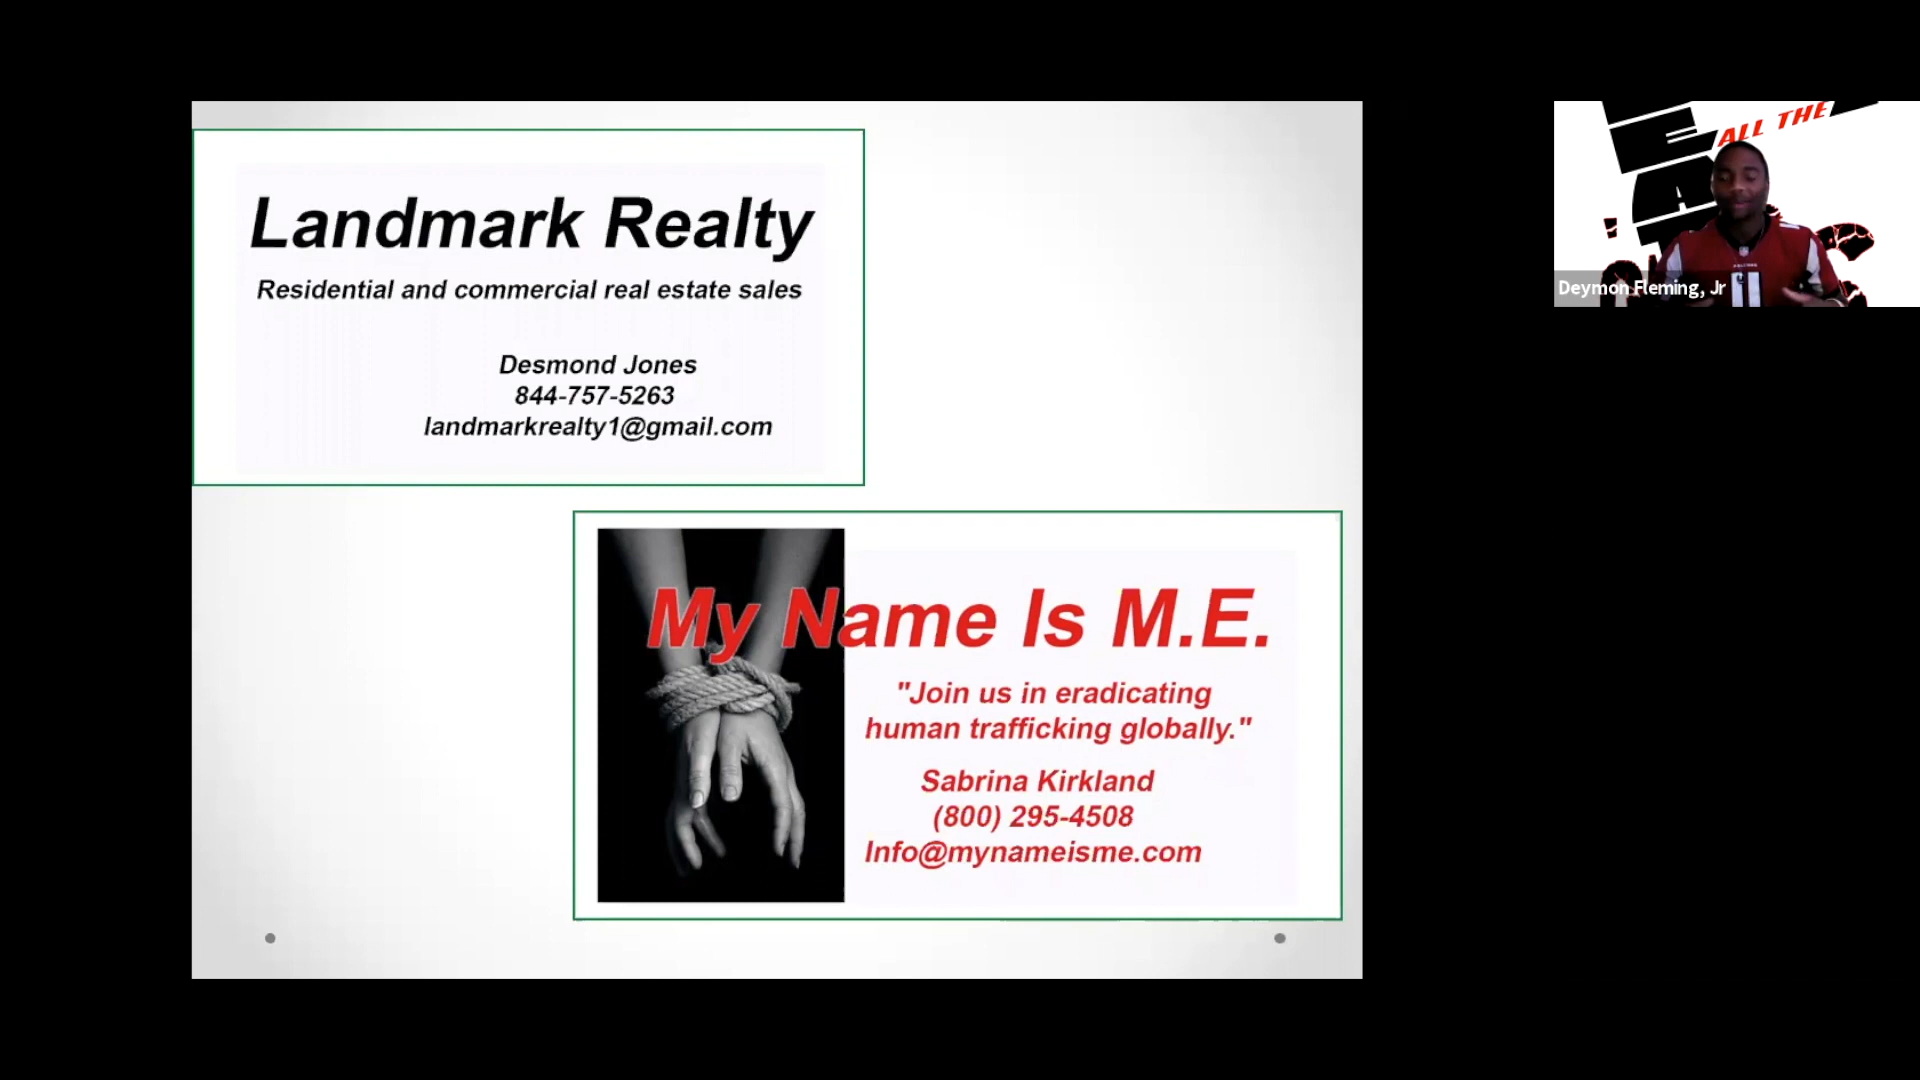 Landmark Realty
Residential and commercial real estate sales
Desmond Jones
844-757-5263
landmarkrealty1@gmail.com
My Name Is M.E.
"Join us in eradicating
human trafficking globally."
Sabrina Kirkland
(800) 295-4508
Info@mynameisme.com
ALL THE
Deymon Fleming, Jr